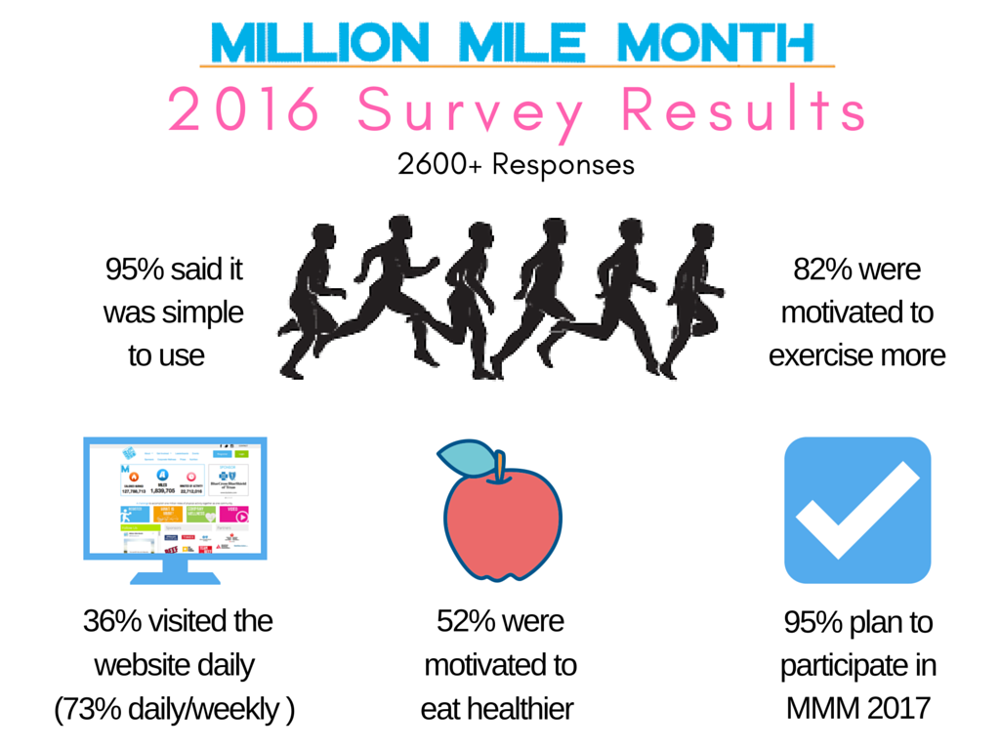 MILLION MILE MONTH
2016 Survey Results
2600+ Responses
95% said it
was simple
to use
82% were
motivated to
exercise more
36% visited the
website daily
(73% daily/weekly )
52% were
motivated to
eat healthier
95% plan to
participate in
MMM 2017